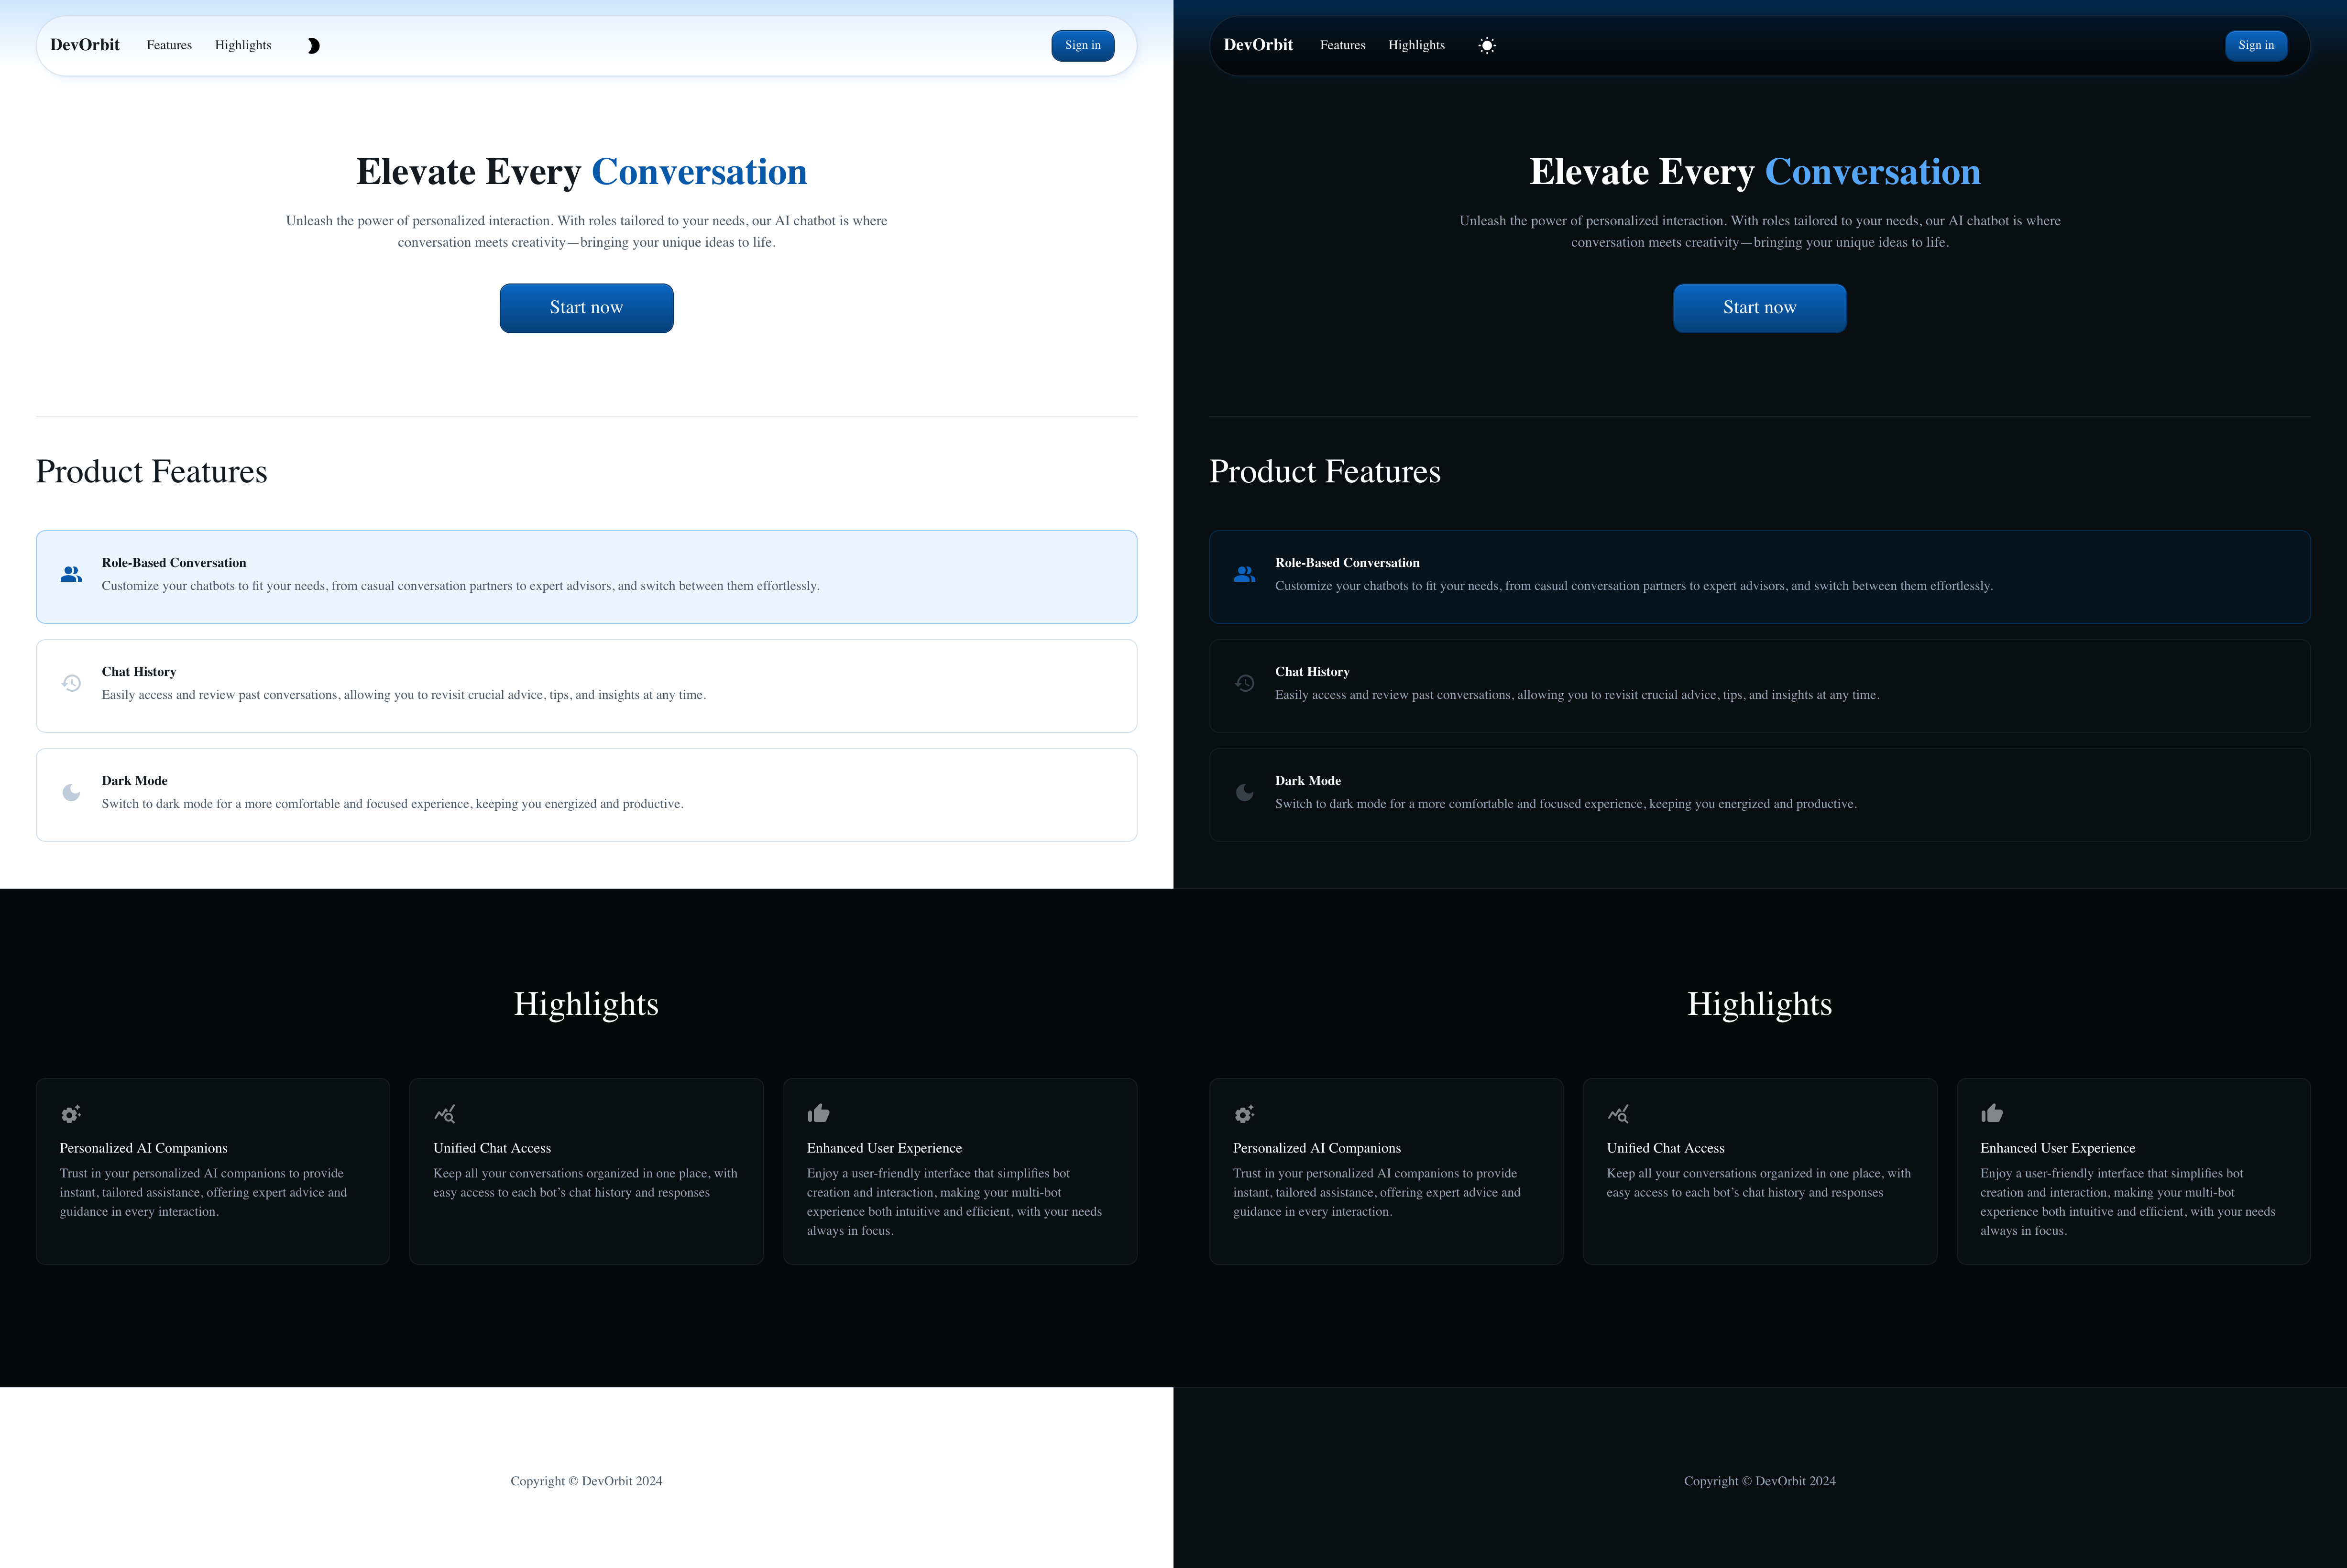 DevOrbit
Features
Highlights
Sign in
Elevate Every Conversation
Unleash the power of personalized interaction. With roles tailored to your needs, our AI chatbot is where
conversation meets creativity—bringing your unique ideas to life.
Start now
Product Features
Role-Based Conversation
Customize your chatbots to fit your needs, from casual conversation partners to expert advisors, and switch between them effortlessly.
Chat History
Easily access and review past conversations, allowing you to revisit crucial advice, tips, and insights at any time.
Dark Mode
Switch to dark mode for a more comfortable and focused experience, keeping you energized and productive.
Highlights
Personalized AI Companions
Trust in your personalized AI companions to provide
instant, tailored assistance, offering expert advice and
guidance in every interaction.
Unified Chat Access
Keep all your conversations organized in one place, with
easy access to each bot’s chat history and responses
Enhanced User Experience
Enjoy a user-friendly interface that simplifies bot
creation and interaction, making your multi-bot
experience both intuitive and efficient, with your needs
always in focus.
Copyright © DevOrbit 2024
DevOrbit
Features
Highlights
Sign in
Elevate Every Conversation
Unleash the power of personalized interaction. With roles tailored to your needs, our AI chatbot is where
conversation meets creativity—bringing your unique ideas to life.
Start now
Product Features
Role-Based Conversation
Customize your chatbots to fit your needs, from casual conversation partners to expert advisors, and switch between them effortlessly.
Chat History
Easily access and review past conversations, allowing you to revisit crucial advice, tips, and insights at any time.
Dark Mode
Switch to dark mode for a more comfortable and focused experience, keeping you energized and productive.
Highlights
Personalized AI Companions
Trust in your personalized AI companions to provide
instant, tailored assistance, offering expert advice and
guidance in every interaction.
Unified Chat Access
Keep all your conversations organized in one place, with
easy access to each bot’s chat history and responses
Enhanced User Experience
Enjoy a user-friendly interface that simplifies bot
creation and interaction, making your multi-bot
experience both intuitive and efficient, with your needs
always in focus.
Copyright © DevOrbit 2024